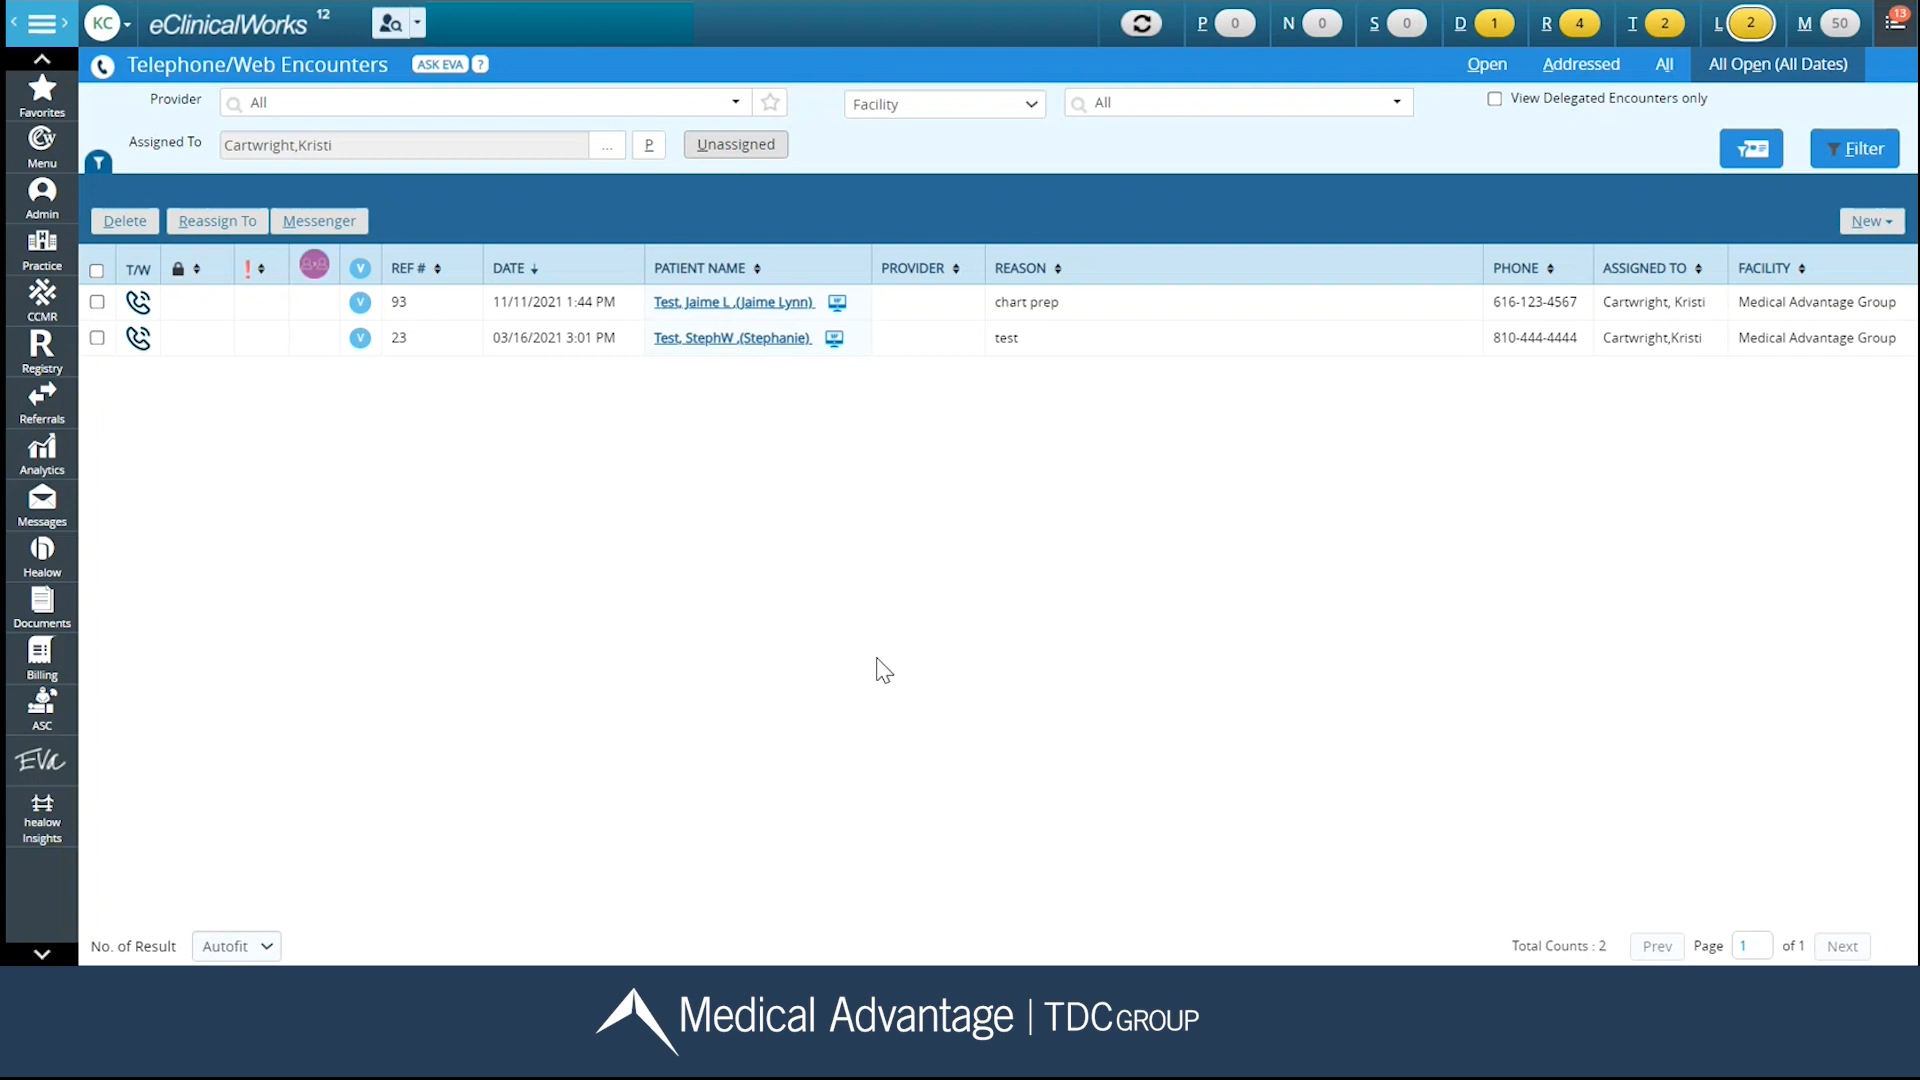 KC eClinicalWorks 12 P 0 N 0 S 0 D 1 R 4 T 2 L 2 M 50 13
Telephone/Web Encounters ASK EVA ? Open Addressed All All Open (All Dates)
Provider All Facility All View Delegated Encounters only
Assigned To Cartwright,Kristi ... P Unassigned Filter
Delete Reassign To Messenger New
T/W V REF # DATE PATIENT NAME PROVIDER REASON PHONE ASSIGNED TO FACILITY
V 93 11/11/2021 1:44 PM Test, Jaime L ,(Jaime Lynn) chart prep 616-123-4567 Cartwright, Kristi Medical Advantage Group
V 23 03/16/2021 3:01 PM Test, StephW ,(Stephanie) test 810-444-4444 Cartwright,Kristi Medical Advantage Group
Favorites
Menu
Admin
Practice
CCMR
R
Registry
Referrals
Analytics
Messages
h
Healow
Documents
Billing
ASC
EVA
healow
Insights
No. of Result Autofit Total Counts : 2 Prev Page 1 of 1 Next
Medical Advantage | TDCGROUP